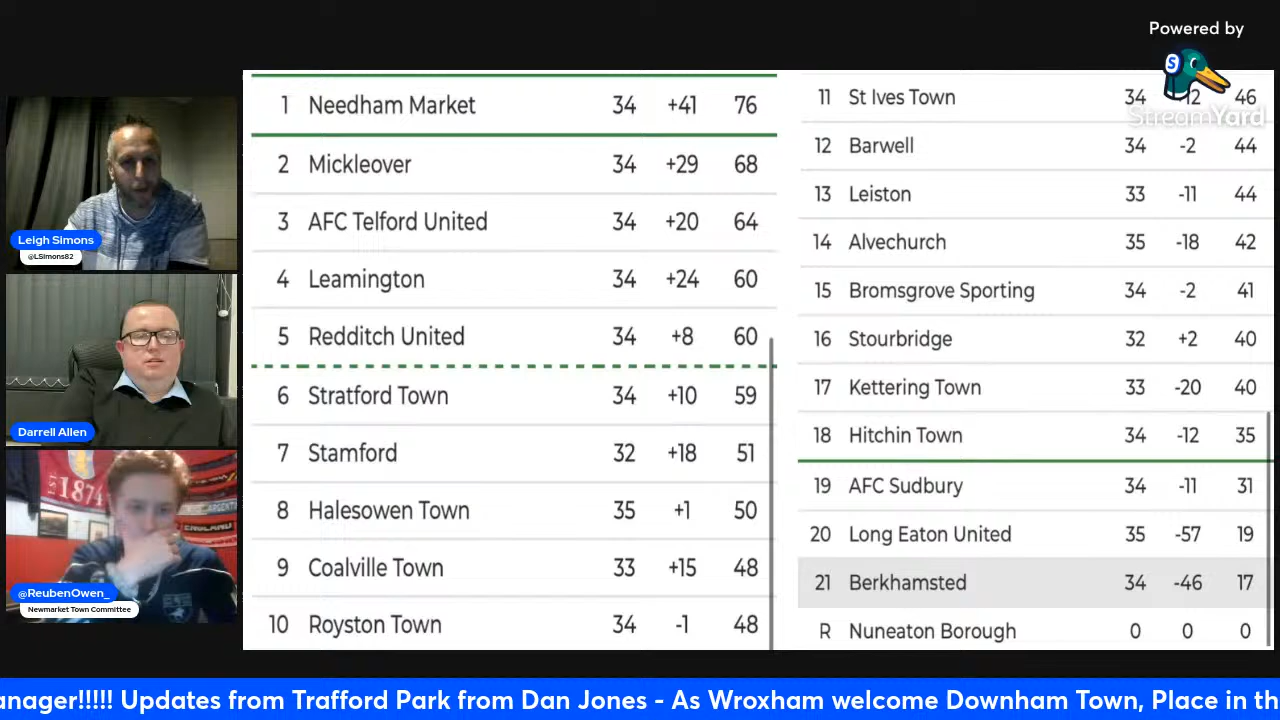 Powered by
S
StreamYard
1 Needham Market 34 +41 76
2 Mickleover 34 +29 68
3 AFC Telford United 34 +20 64
4 Leamington 34 +24 60
5 Redditch United 34 +8 60
6 Stratford Town 34 +10 59
7 Stamford 32 +18 51
8 Halesowen Town 35 +1 50
9 Coalville Town 33 +15 48
10 Royston Town 34 -1 48
11 St Ives Town 34 46
12 Barwell 34 -2 44
13 Leiston 33 -11 44
14 Alvechurch 35 -18 42
15 Bromsgrove Sporting 34 -2 41
16 Stourbridge 32 +2 40
17 Kettering Town 33 -20 40
18 Hitchin Town 34 -12 35
19 AFC Sudbury 34 -11 31
20 Long Eaton United 35 -57 19
21 Berkhamsted 34 -46 17
R Nuneaton Borough 0 0 0
Leigh Simons
@LSimons82
Darrell Allen
1874
ENGLAND
@ReubenOwen_
Newmarket Town Committee
anager!!!!! Updates from Trafford Park from Dan Jones - As Wroxham welcome Downham Town, Place in th